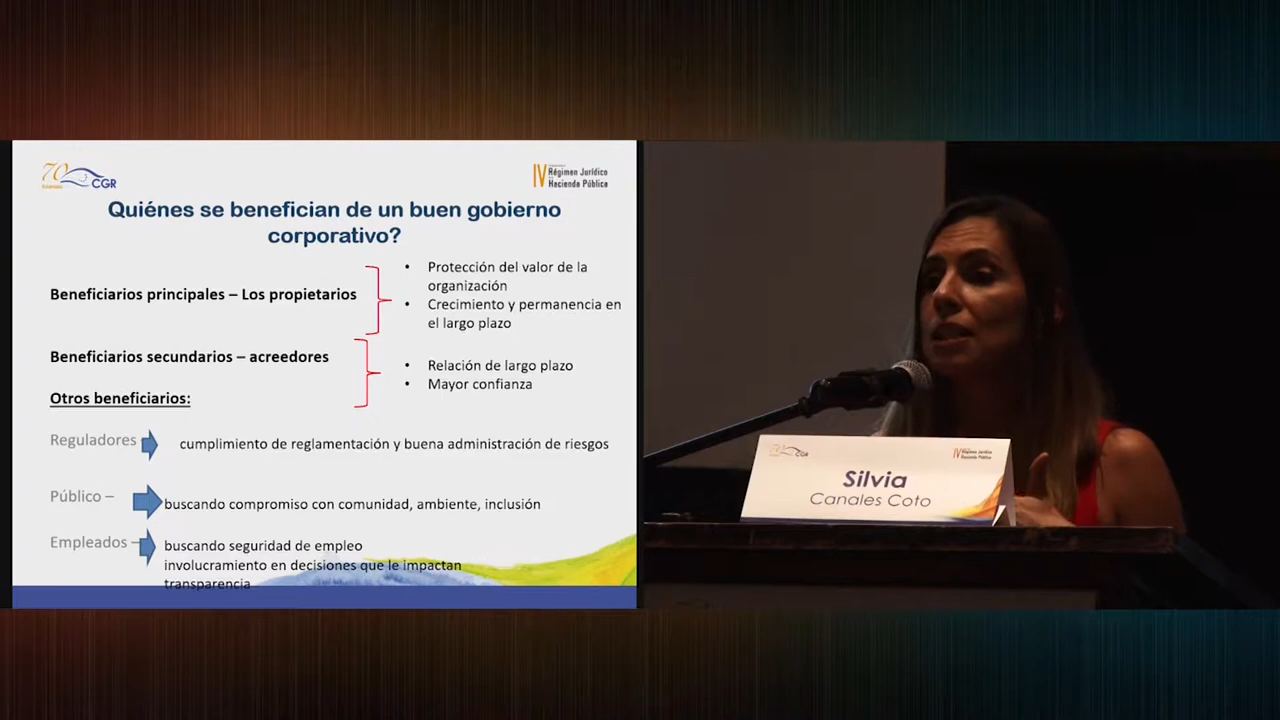 70
CGR
IV Régimen Jurídico
Hacienda Pública
Quiénes se benefician de un buen gobierno
corporativo?
Beneficiarios principales – Los propietarios
• Protección del valor de la
organización
• Crecimiento y permanencia en
el largo plazo
Beneficiarios secundarios – acreedores
• Relación de largo plazo
• Mayor confianza
Otros beneficiarios:
Reguladores
cumplimiento de reglamentación y buena administración de riesgos
Público –
buscando compromiso con comunidad, ambiente, inclusión
Empleados –
buscando seguridad de empleo
involucramiento en decisiones que le impactan
transparencia
CGR
IV Régimen Jurídico
Hacienda Pública
Silvia
Canales Coto